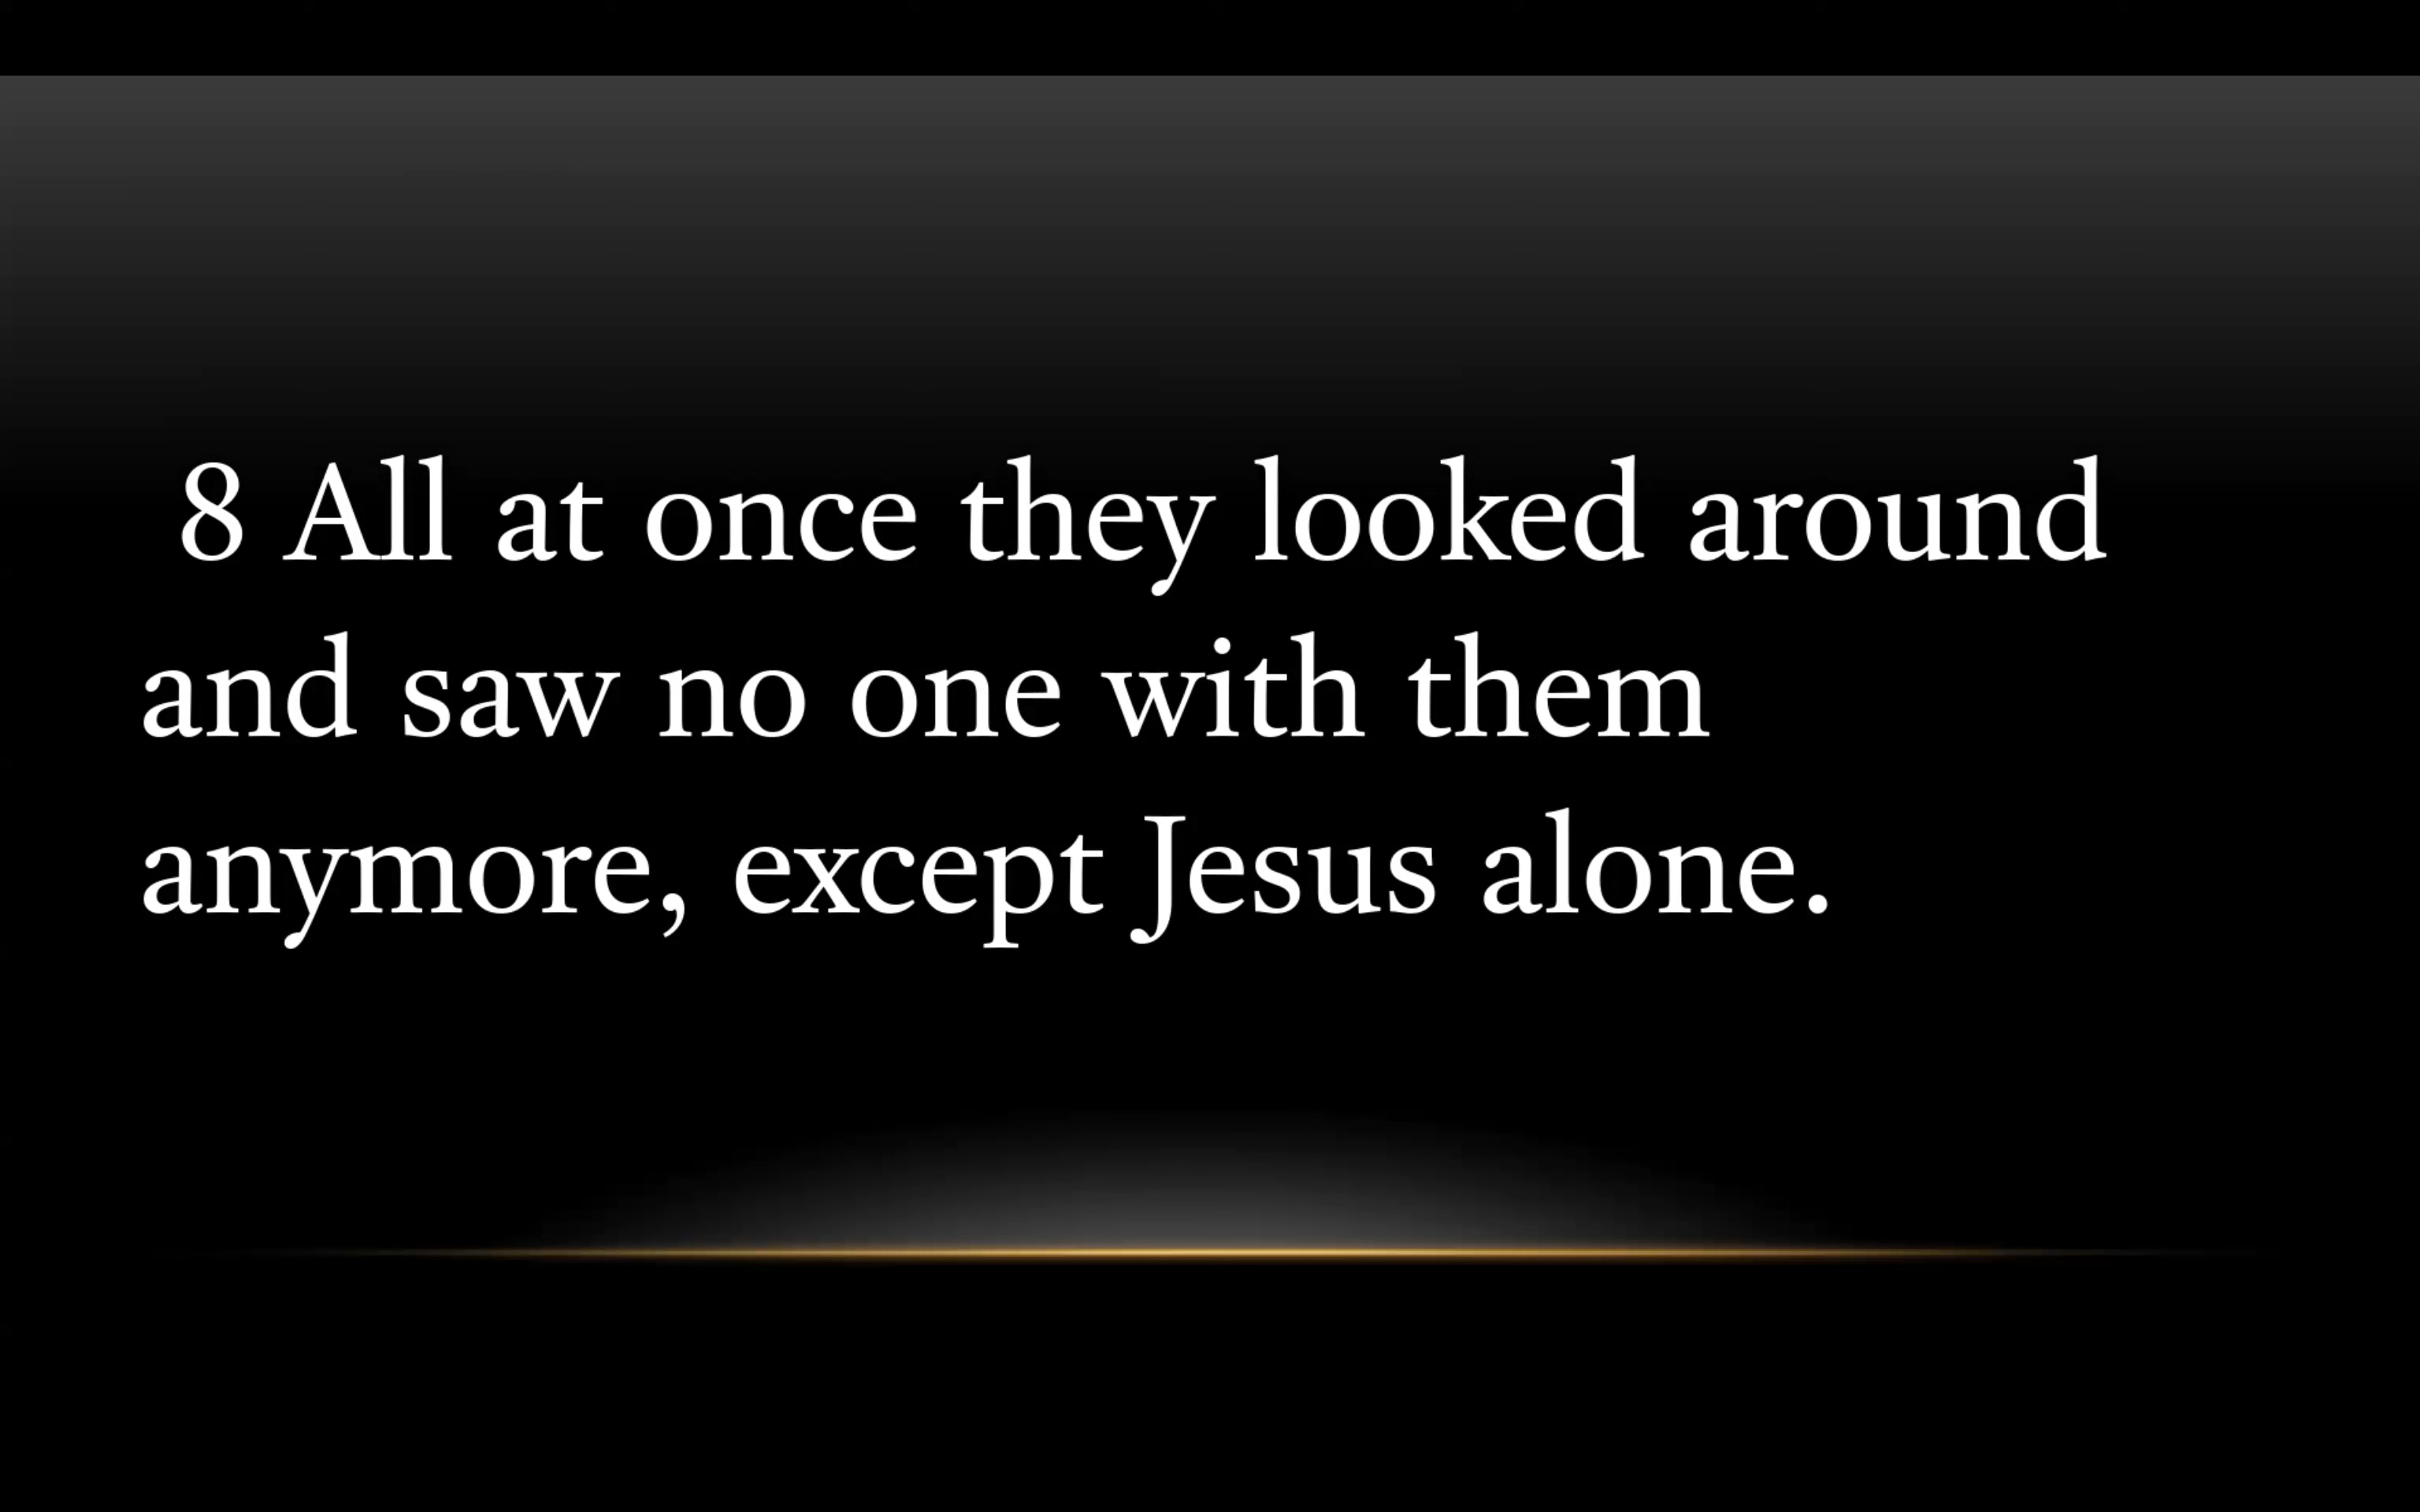 8 All at once they looked around
and saw no one with them
anymore, except Jesus alone.